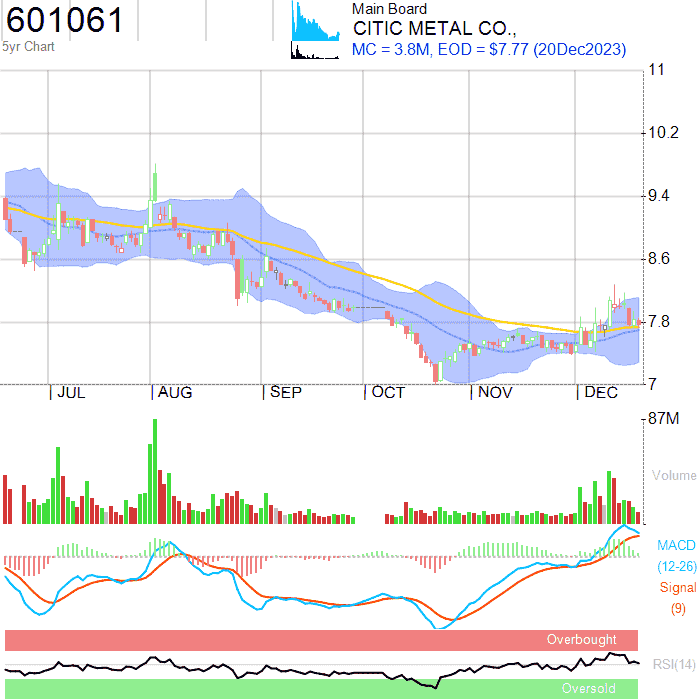 601061
5yr Chart
Main Board
CITIC METAL CO.,
MC = 3.8M, EOD = $7.77 (20Dec2023)
11
10.2
9.4
8.6
7.8
7
JUL
AUG
SEP
OCT
NOV
DEC
87M
Volume
MACD
(12-26)
Signal
(9)
Overbought
RSI(14)
Oversold